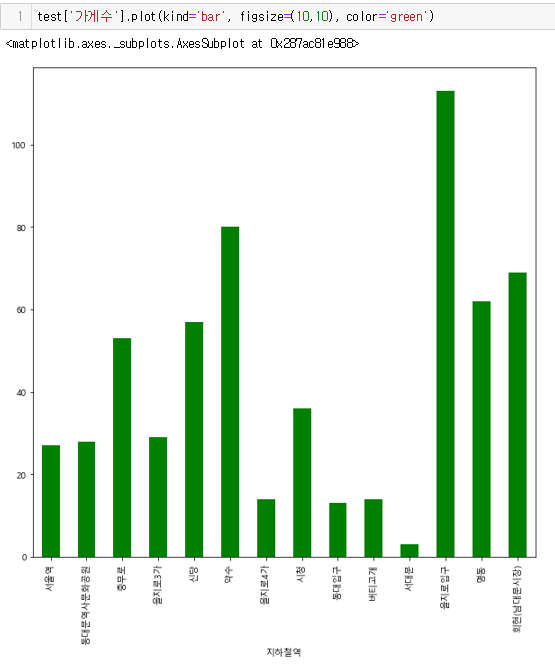 1 test['가게수'].plot(kind='bar', figsize=(10,10), color='green')
<matplotlib.axes._subplots.AxesSubplot at 0x287ac81e988>
100
80
60
40
20
0
서울역
동대문역사문화공원
충무로
을지로3가
신당
약수
을지로4가
시청
동대입구
버티고개
서대문
을지로입구
명동
회현(남대문시장)
지하철역